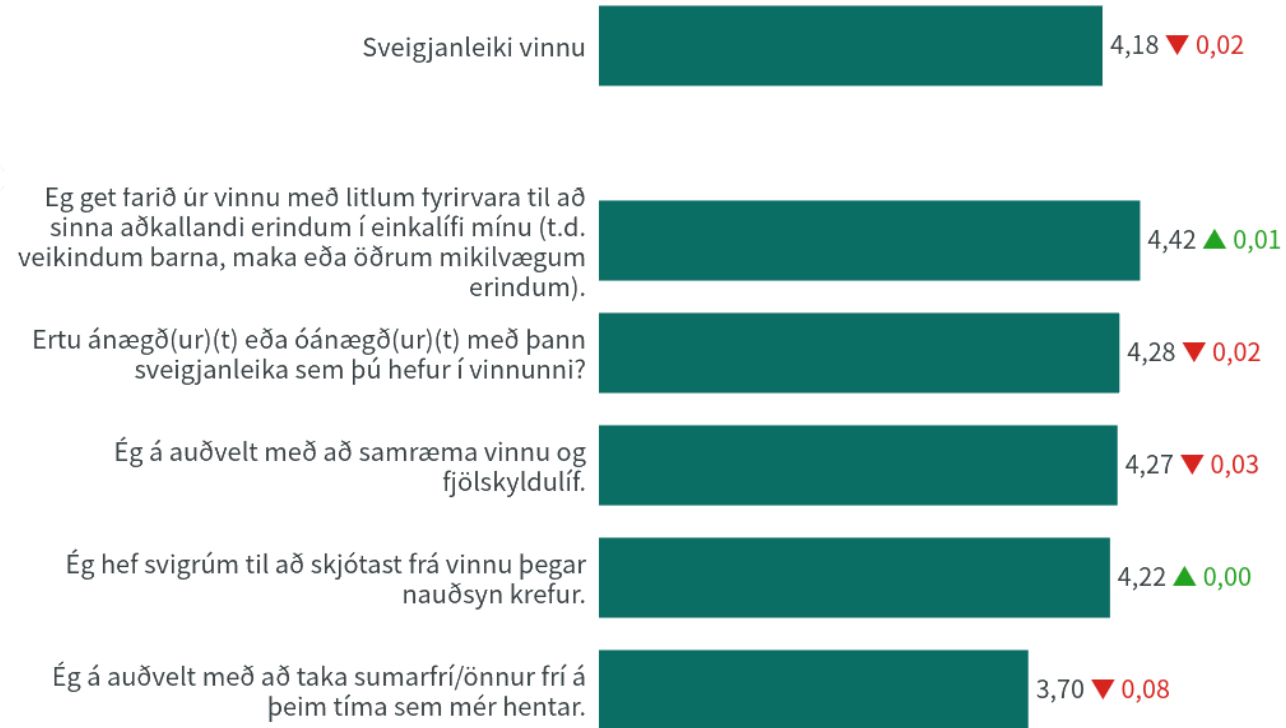 Sveigjanleiki vinnu 4,18 ▼ 0,02
Eg get farið úr vinnu með litlum fyrirvara til að
sinna aðkallandi erindum í einkalífi mínu (t.d.
veikindum barna, maka eða öðrum mikilvægum
erindum).
4,42 ▲ 0,01
Ertu ánægð(ur)(t) eða óánægð(ur)(t) með þann
sveigjanleika sem þú hefur í vinnunni?
4,28 ▼ 0,02
Ég á auðvelt með að samræma vinnu og
fjölskyldulíf.
4,27 ▼ 0,03
Ég hef svigrúm til að skjótast frá vinnu þegar
nauðsyn krefur.
4,22 ▲ 0,00
Ég á auðvelt með að taka sumarfrí/önnur frí á
þeim tíma sem mér hentar.
3,70 ▼ 0,08